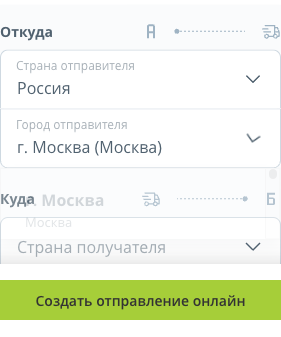 Откуда А
Страна отправителя
Россия
Город отправителя
г. Москва (Москва)
Куда г. Москва Б
Москва
Страна получателя
Создать отправление онлайн